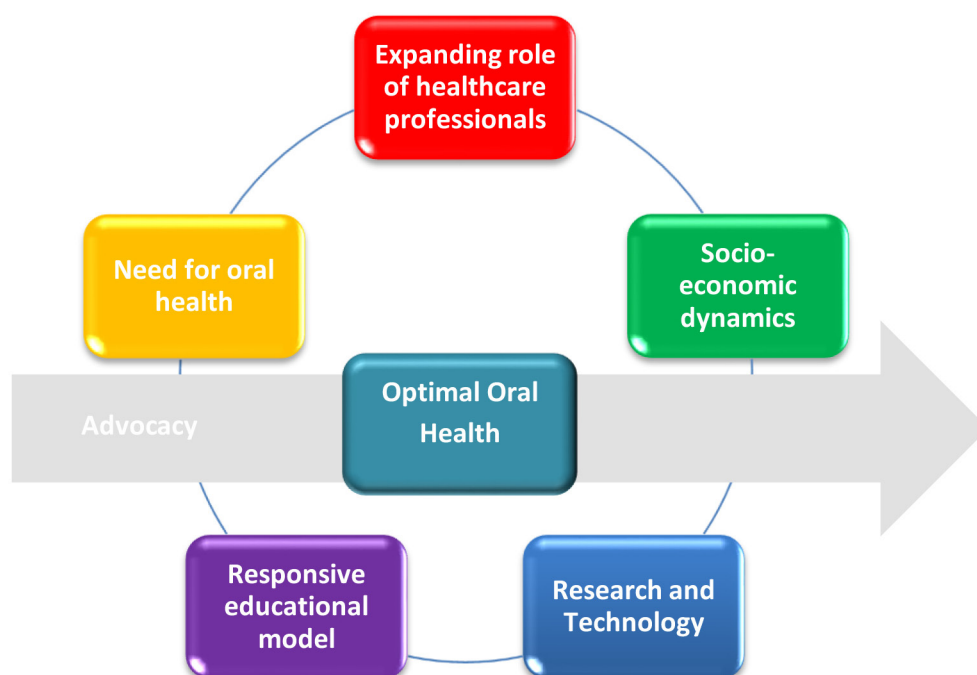 Expanding role
of healthcare
professionals
Need for oral
health
Socio-
economic
dynamics
Advocacy
Optimal Oral
Health
Responsive
educational
model
Research and
Technology